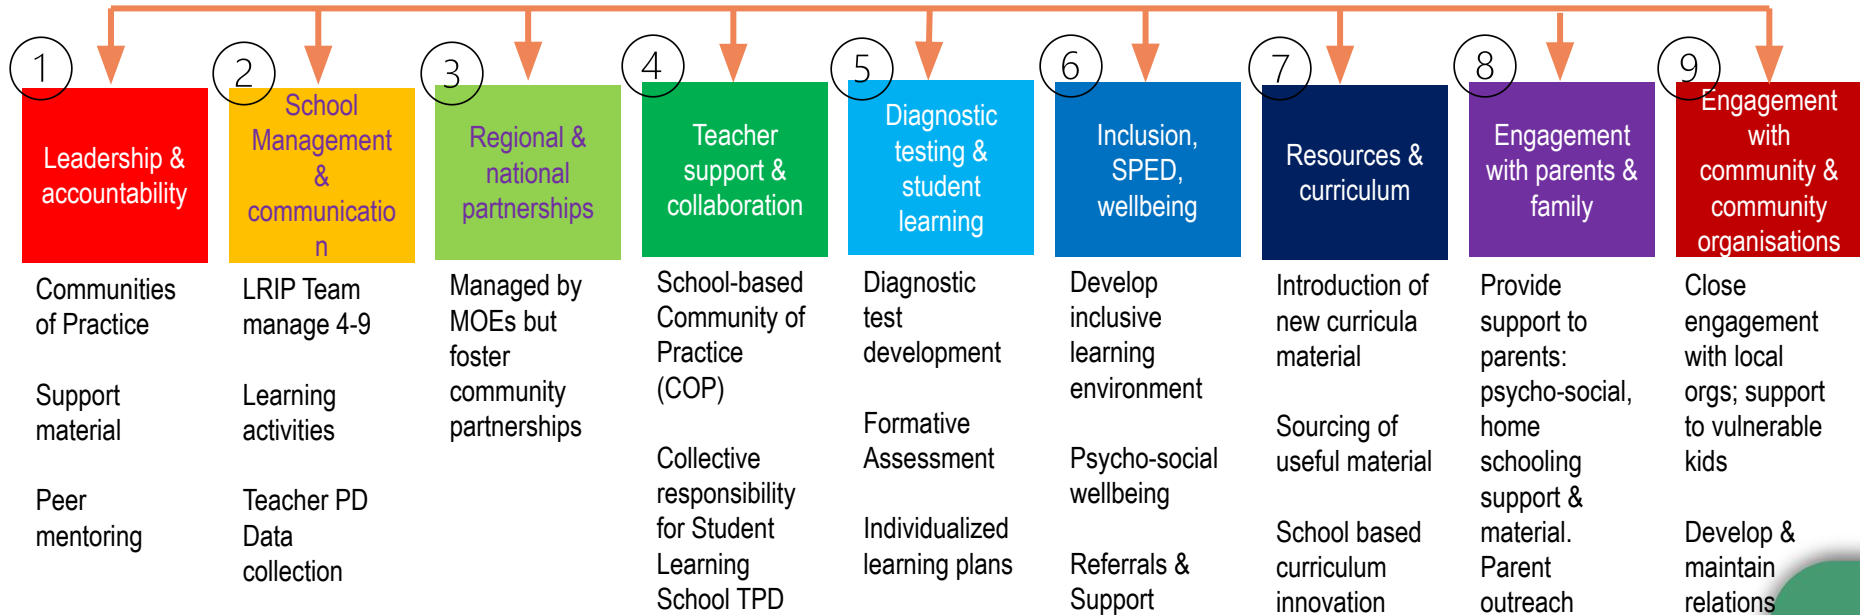 1
Leadership &
accountability
Communities
of Practice
Support
material
Peer
mentoring
2
School
Management
&
communicatio
n
LRIP Team
manage 4-9
Learning
activities
Teacher PD
Data
collection
3
Regional &
national
partnerships
Managed by
MOEs but
foster
community
partnerships
4
Teacher
support &
collaboration
School-based
Community of
Practice
(COP)
Collective
responsibility
for Student
Learning
School TPD
5
Diagnostic
testing &
student
learning
Diagnostic
test
development
Formative
Assessment
Individualized
learning plans
6
Inclusion,
SPED,
wellbeing
Develop
inclusive
learning
environment
Psycho-social
wellbeing
Referrals &
Support
7
Resources &
curriculum
Introduction of
new curricula
material
Sourcing of
useful material
School based
curriculum
innovation
8
Engagement
with parents &
family
Provide
support to
parents:
psycho-social,
home
schooling
support &
material.
Parent
outreach
9
Engagement
with
community &
community
organisations
Close
engagement
with local
orgs; support
to vulnerable
kids
Develop &
maintain
relations